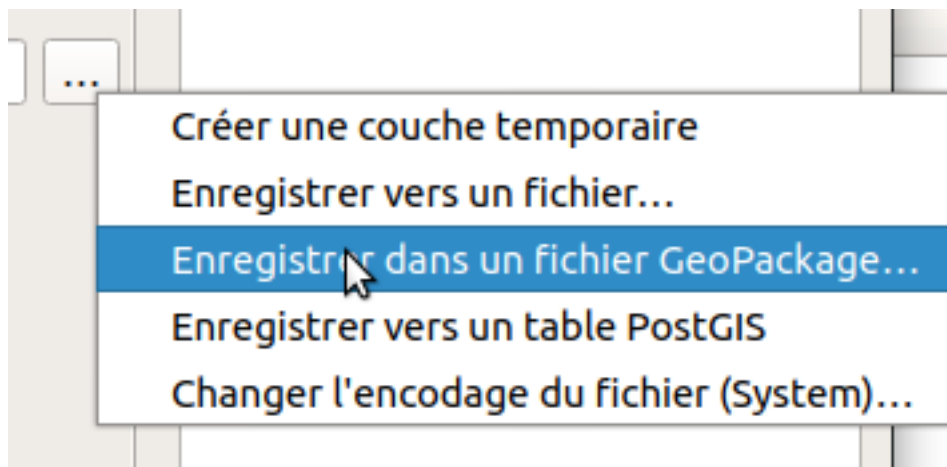 ...
Créer une couche temporaire
Enregistrer vers un fichier...
Enregistrer dans un fichier GeoPackage...
Enregistrer vers un table PostGIS
Changer l'encodage du fichier (System)...